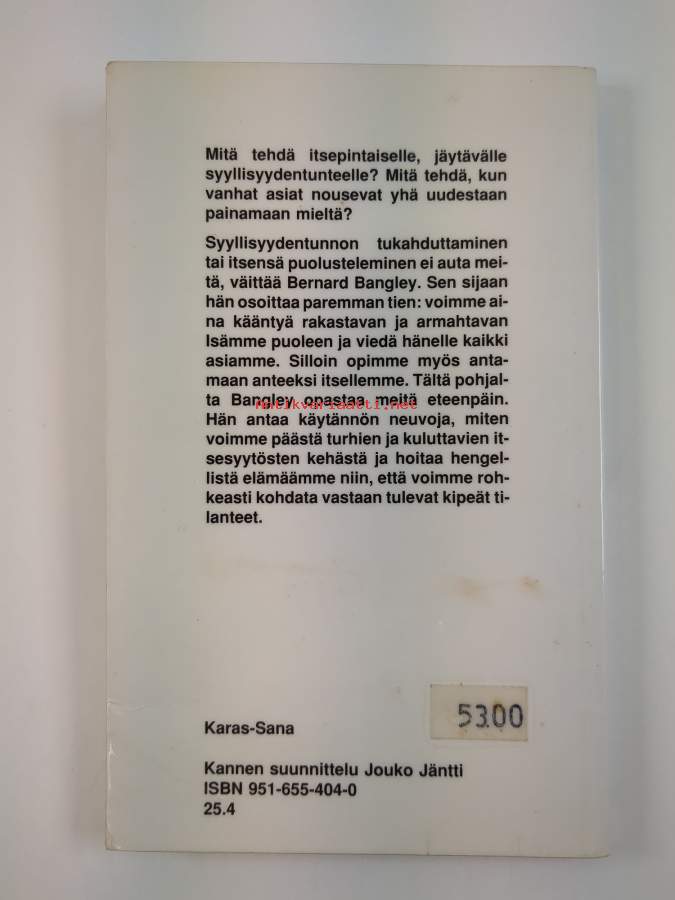 Mitä tehdä itsepintaiselle, jäytävälle
syyllisyydentunteelle? Mitä tehdä, kun
vanhat asiat nousevat yhä uudestaan
painamaan mieltä?
Syyllisyydentunnon tukahduttaminen
tai itsensä puolusteleminen ei auta mei-
tä, väittää Bernard Bangley. Sen sijaan
hän osoittaa paremman tien: voimme ai-
na kääntyä rakastavan ja armahtavan
Isämme puoleen ja viedä hänelle kaikki
asiamme. Silloin opimme myös anta-
maan anteeksi itsellemme. Tältä pohjal-
ta Bangley opastaa meitä eteenpäin.
Antikvariaatti.net
Hän antaa käytännön neuvoja, miten
voimme päästä turhien ja kuluttavien it-
sesyytösten kehästä ja hoitaa hengel-
listä elämäämme niin, että voimme roh-
keasti kohdata vastaan tulevat kipeät ti-
lanteet.
53.00
Karas-Sana
Kannen suunnittelu Jouko Jäntti
ISBN 951-655-404-0
25.4